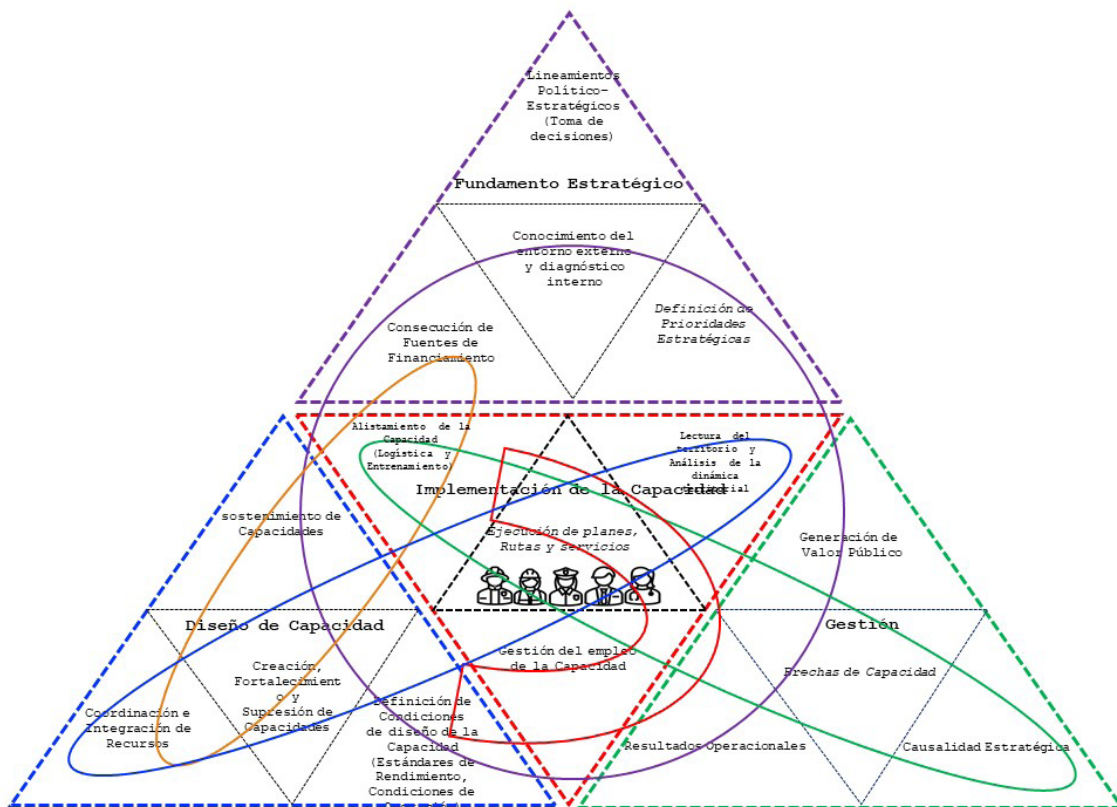 Lineamientos
Político-
Estratégicos
(Toma de
decisiones)
Fundamento Estratégico
Conocimiento del
entorno externo
y diagnóstico
interno
Definición de
Prioridades
Estratégicas
Consecución de
Fuentes de
Financiamiento
Alistamiento de la
Capacidad
(Logística y
Entrenamiento)
Lectura del
territorio y
Análisis de la
dinámica
Implementación de la Capacidad
sostenimiento de
Capacidades
Ejecución de planes,
Rutas y servicios
Generación de
Valor Público
Diseño de Capacidad
Gestión
Gestión del empleo
de la Capacidad
Creación,
Fortalecimient
o y
Supresión de
Capacidades
Brechas de Capacidad
Coordinación e
Integración de
Recursos
Definición de
Condiciones
de diseño de la
Capacidad
(Estándares de
Rendimiento,
Condiciones de
Resultados Operacionales
Causalidad Estratégica